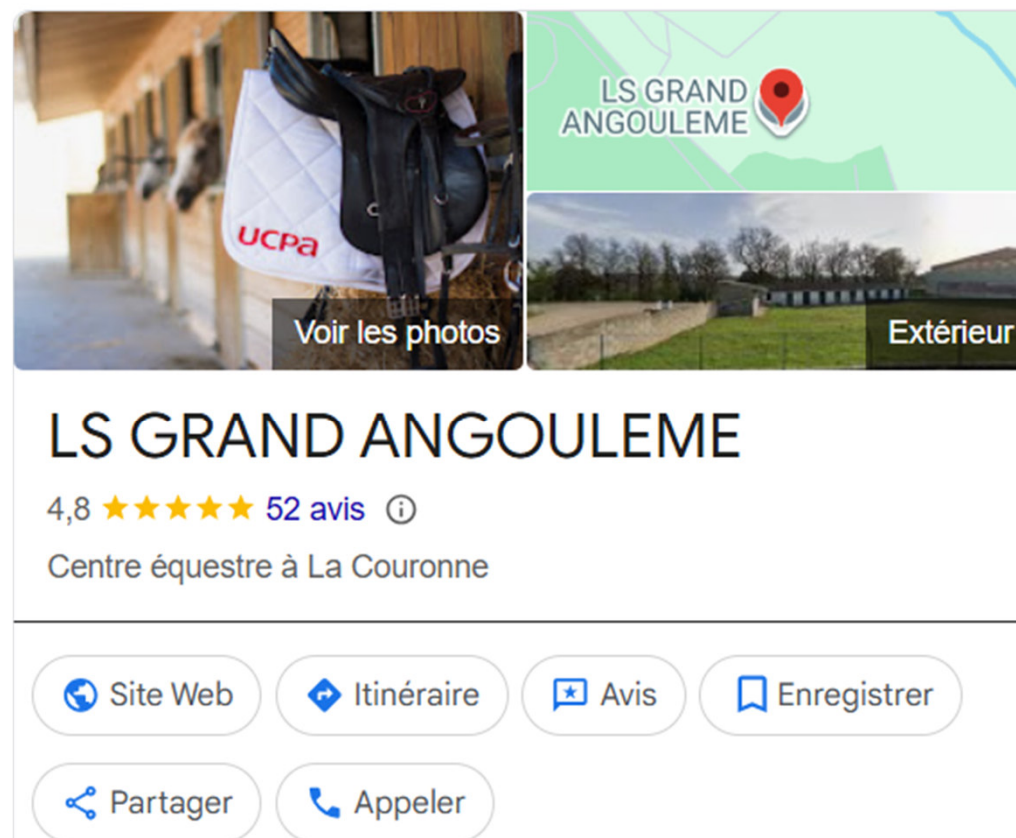 UCPA
Voir les photos
LS GRAND
ANGOULEME
Extérieur
LS GRAND ANGOULEME
4,8 52 avis
Centre équestre à La Couronne
Site Web
Itinéraire
Avis
Enregistrer
Partager
Appeler